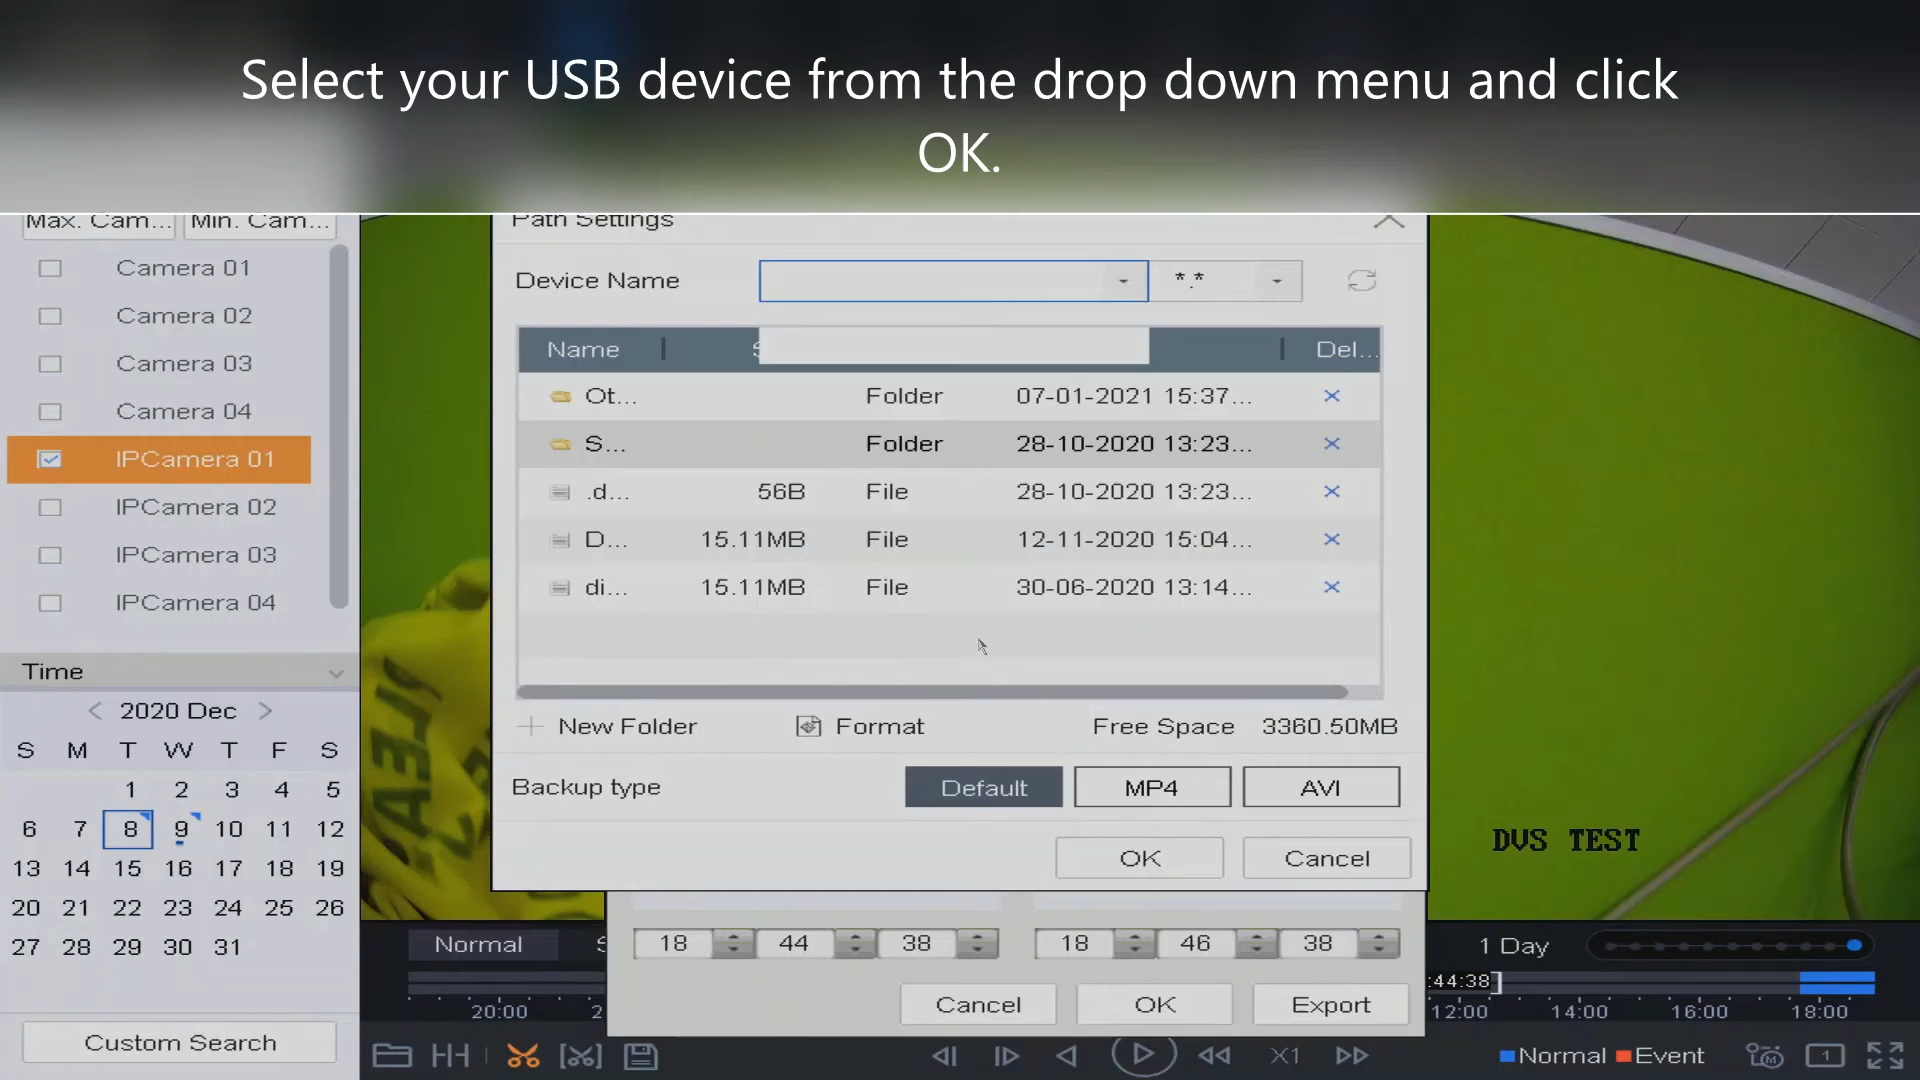 Select your USB device from the drop down menu and click
OK.
Max. Cam... Min. Cam...
Camera 01
Camera 02
Camera 03
Camera 04
IPCamera 01
IPCamera 02
IPCamera 03
IPCamera 04
Time
2020 Dec
S M T W T F S
1 2 3 4 5
6 7 8 9 10 11 12
13 14 15 16 17 18 19
20 21 22 23 24 25 26
27 28 29 30 31
Custom Search
Path Settings
Device Name *.*
Name Del...
Ot... Folder 07-01-2021 15:37...
S... Folder 28-10-2020 13:23...
.d... 56B File 28-10-2020 13:23...
D... 15.11MB File 12-11-2020 15:04...
di... 15.11MB File 30-06-2020 13:14...
New Folder Format Free Space 3360.50MB
Backup type Default MP4 AVI
OK Cancel
DVS TEST
Normal
18 44 38 18 46 38
1 Day
:44:38
20:00 2 12:00 14:00 16:00 18:00
Cancel OK Export
X1
Normal Event
1